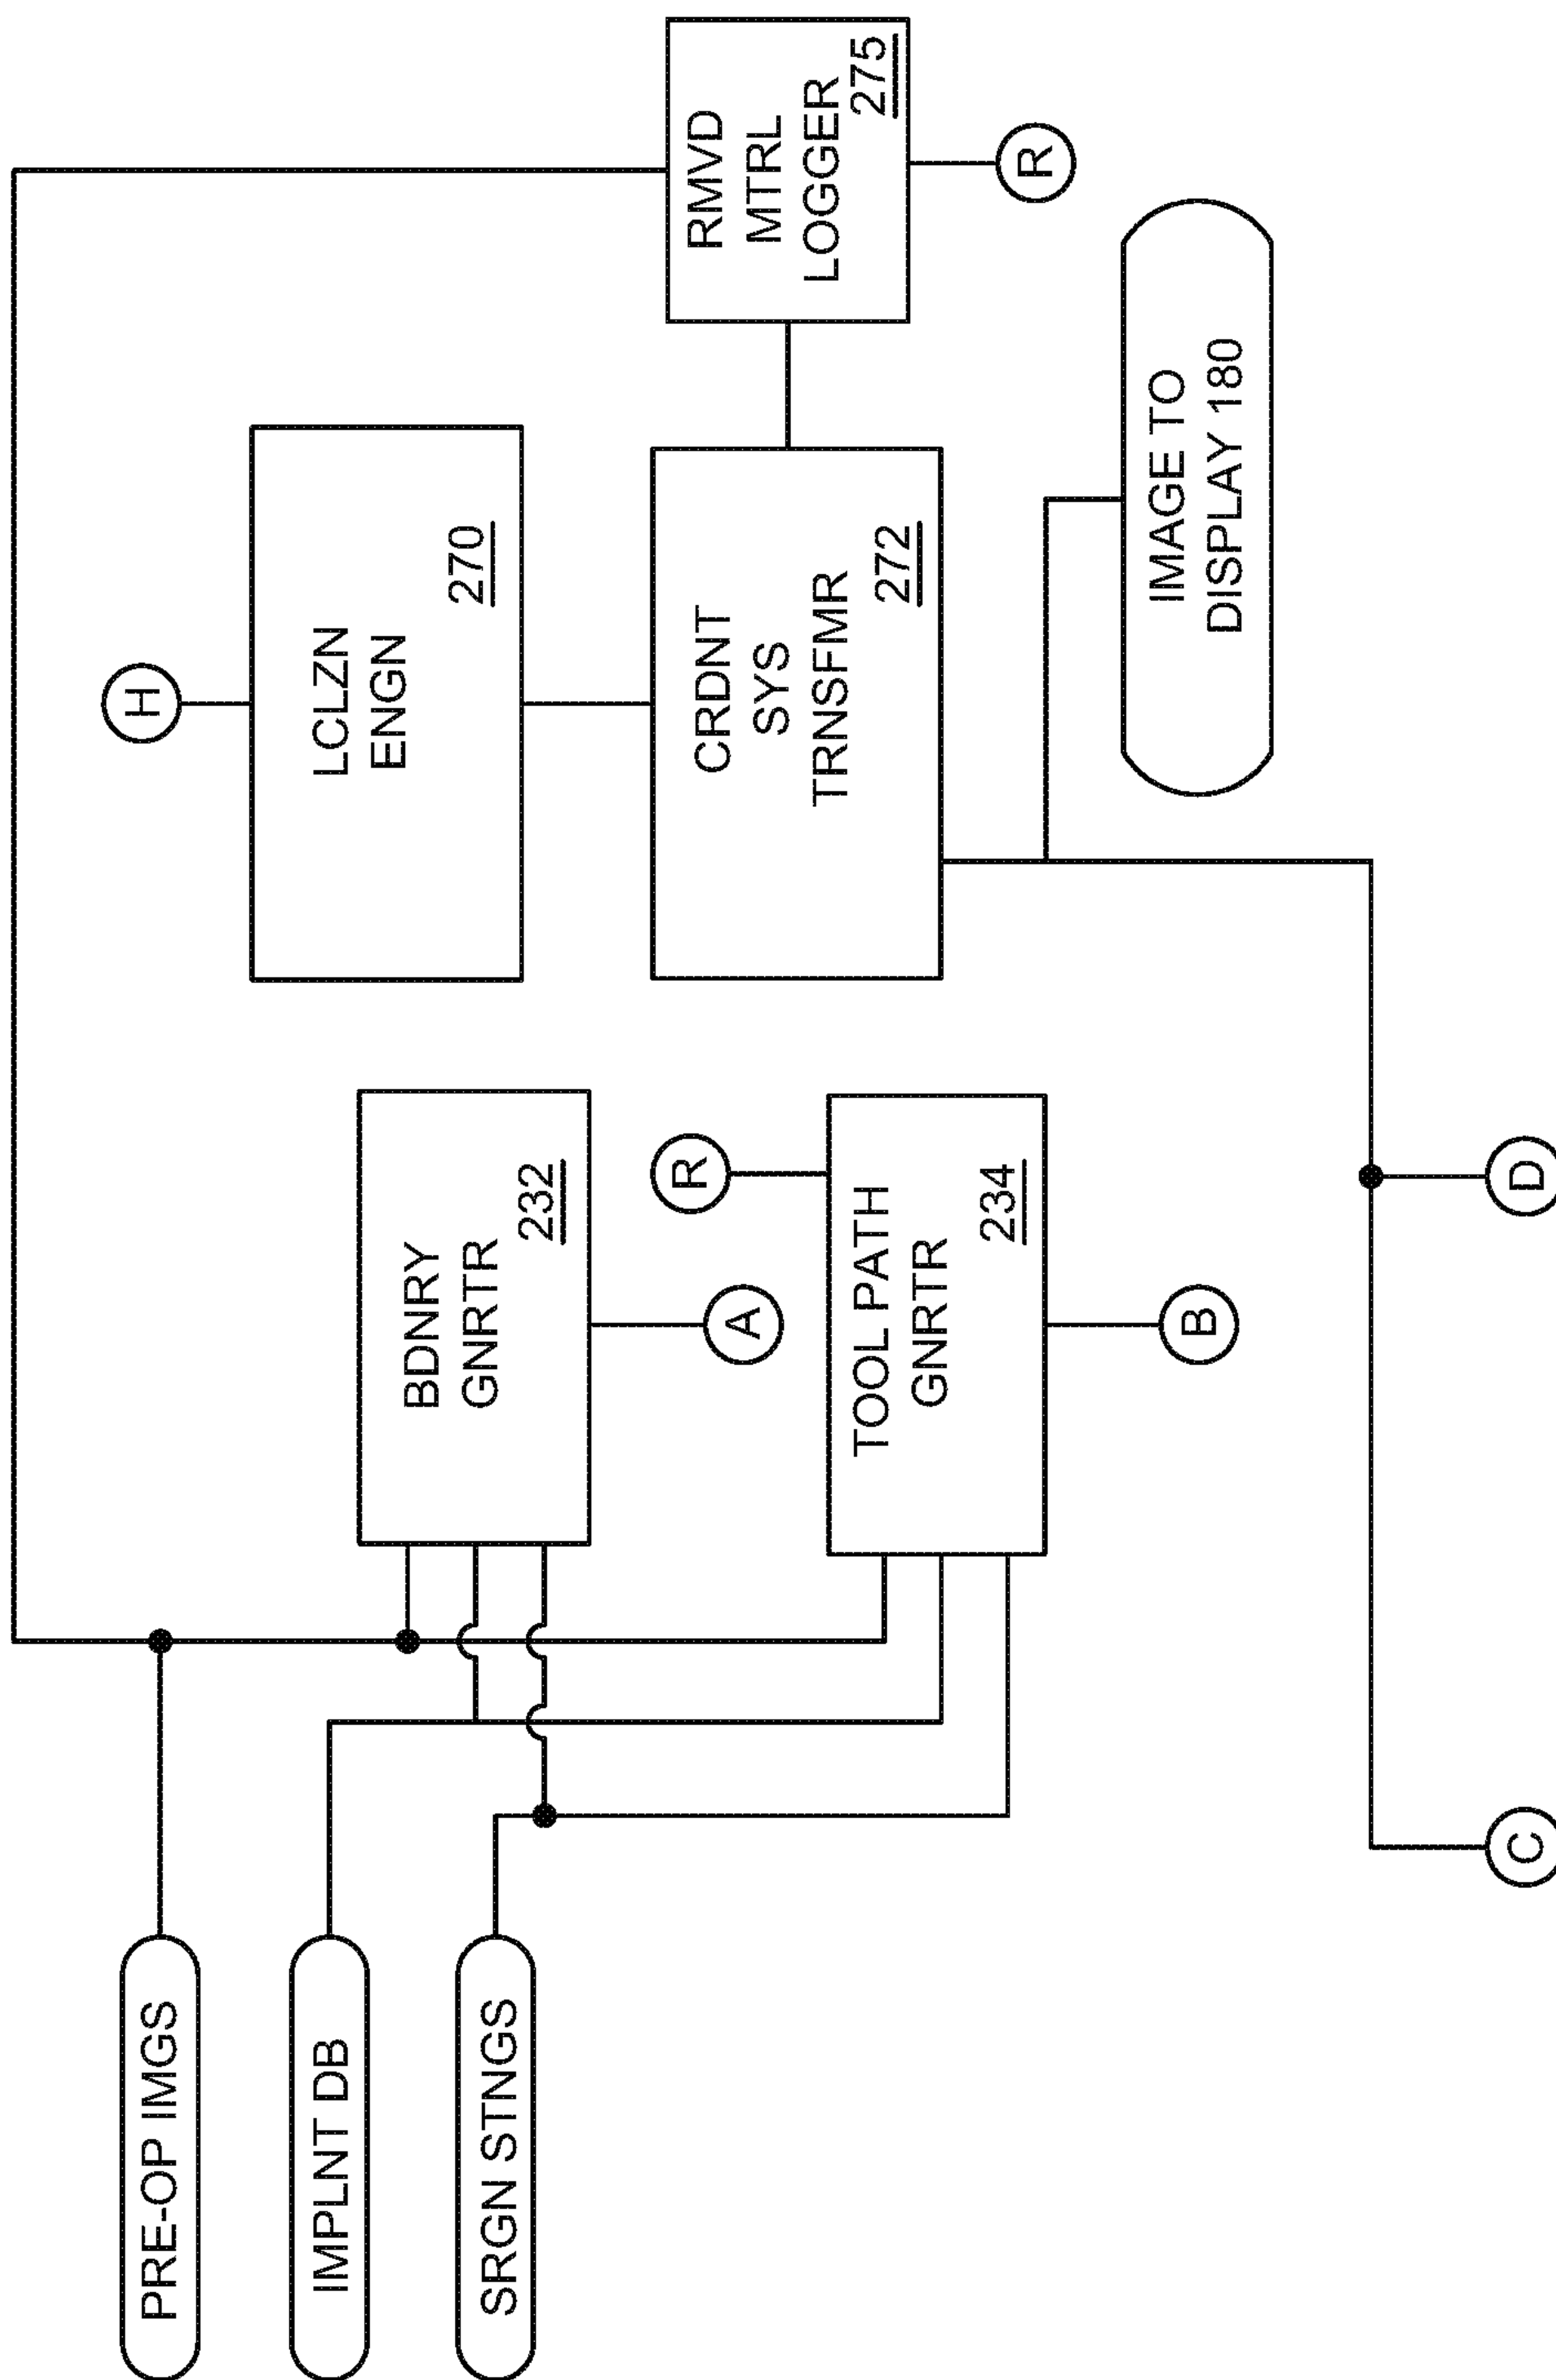 PRE-OP IMGS
IMPLNT DB
SRGN STNGS
BDNRY
GNRTR
232
A
R
TOOL PATH
GNRTR
234
B
H
LCLZN
ENGN
270
CRDNT
SYS
TRNSFMR
272
RMVD
MTRL
LOGGER
275
R
IMAGE TO
DISPLAY 180
C
D